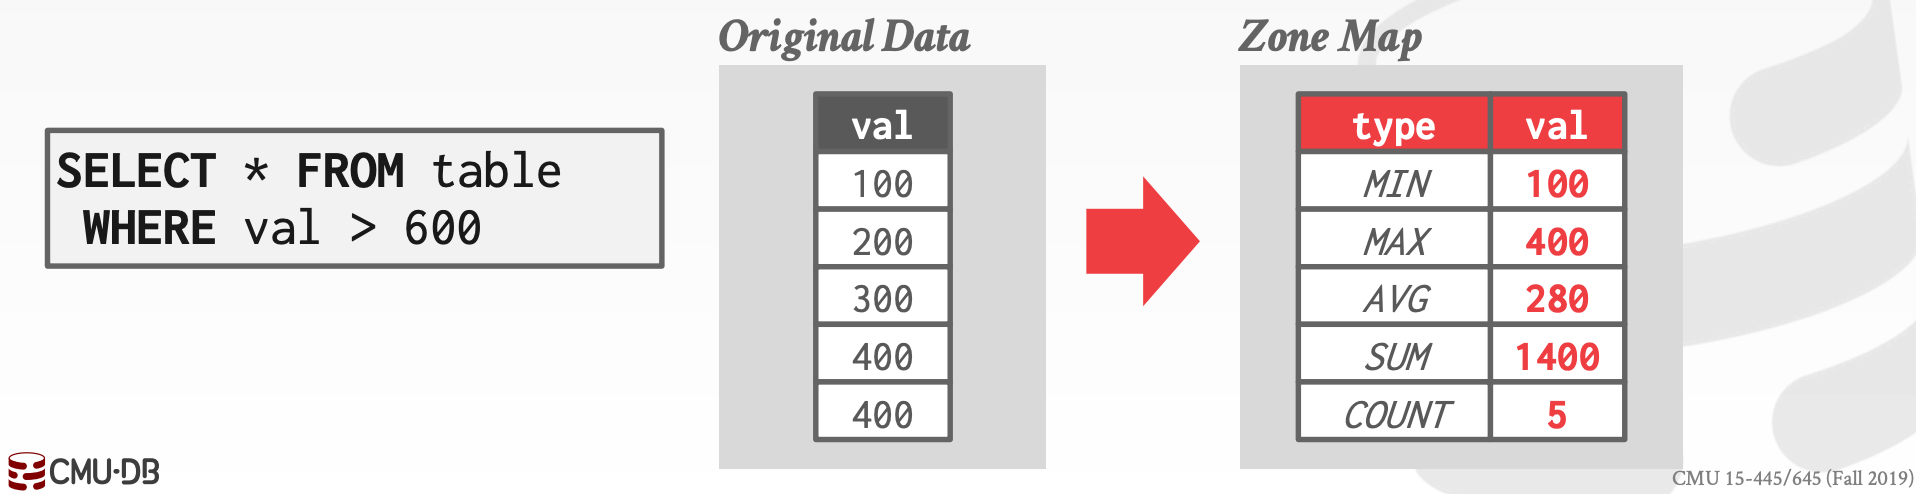 Original Data
Zone Map
SELECT * FROM table
WHERE val > 600
val
100
200
300
400
400
type val
MIN 100
MAX 400
AVG 280
SUM 1400
COUNT 5
CMU·DB
CMU 15-445/645 (Fall 2019)